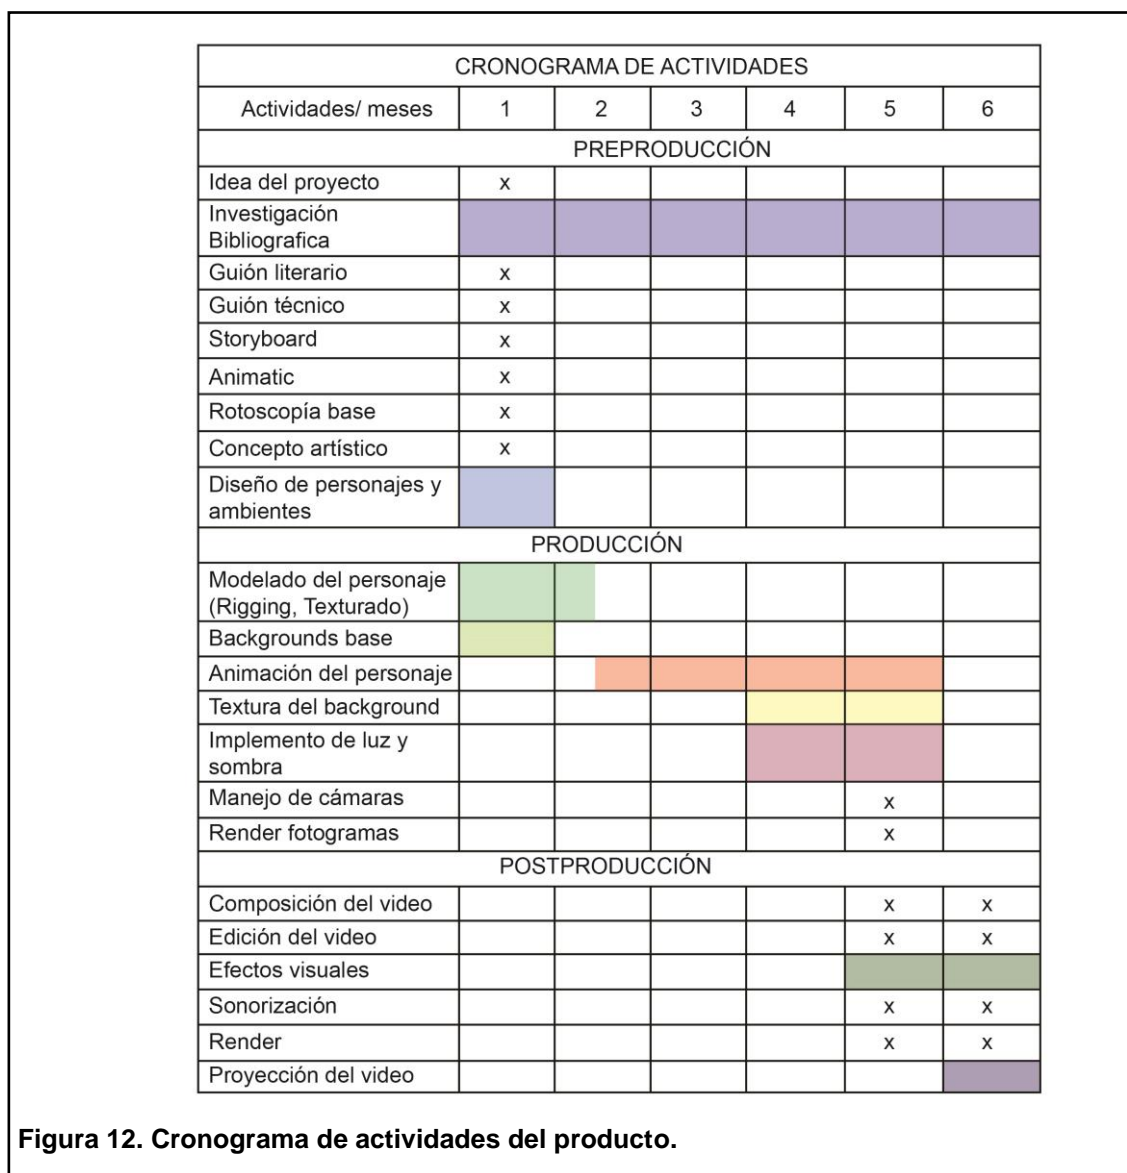 CRONOGRAMA DE ACTIVIDADES
Actividades/ meses 1 2 3 4 5 6
PREPRODUCCIÓN
Idea del proyecto x
Investigación
Bibliografica
Guión literario x
Guión técnico x
Storyboard x
Animatic x
Rotoscopía base x
Concepto artístico x
Diseño de personajes y
ambientes
PRODUCCIÓN
Modelado del personaje
(Rigging, Texturado)
Backgrounds base
Animación del personaje
Textura del background
Implemento de luz y
sombra
Manejo de cámaras x
Render fotogramas x
POSTPRODUCCIÓN
Composición del video x x
Edición del video x x
Efectos visuales
Sonorización x x
Render x x
Proyección del video
Figura 12. Cronograma de actividades del producto.